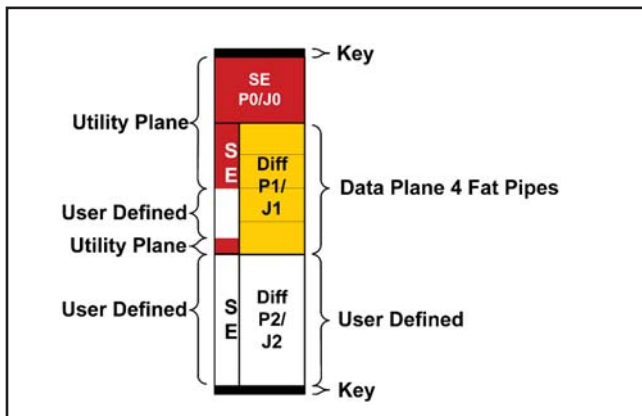 Key
SE
P0/J0
Utility Plane
S
E
Diff
P1/
J1
Data Plane 4 Fat Pipes
User Defined
Utility Plane
User Defined
S
E
Diff
P2/
J2
User Defined
Key